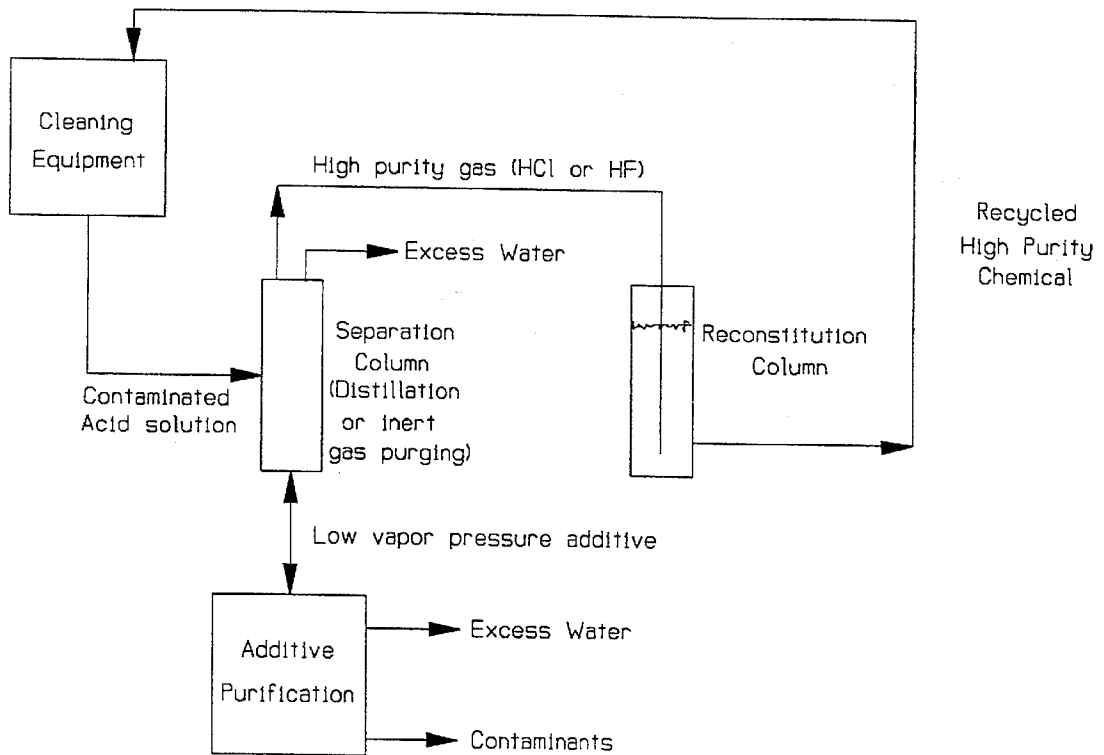 Cleaning
Equipment
High purity gas (HCl or HF)
Excess Water
Recycled
High Purity
Chemical
Separation
Column
(Distillation
or inert
gas purging)
Reconstitution
Column
Contaminated
Acid solution
Low vapor pressure additive
Additive
Purification
Excess Water
Contaminants